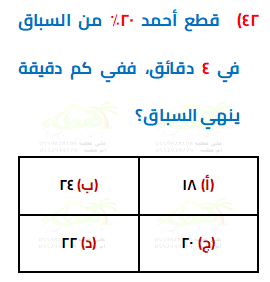 ٤٢) قطع أحمد ٢٠٪ من السباق
في ٤ دقائق، ففي كم دقيقة
ينهي السباق؟
(أ) ١٨ (ب) ٢٤
(ج) ٢٠ (د) ٢٢